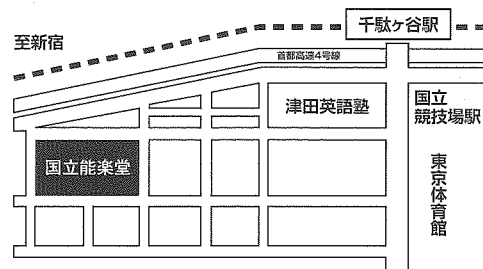 千駄ヶ谷駅
至新宿
首都高速4号線
津田英語塾
国立
競技場駅
国立能楽堂
東京体育館